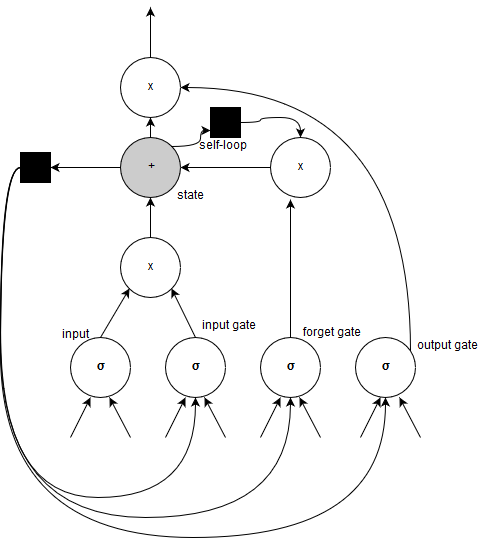 x
self-loop
+
x
state
x
input
input gate
forget gate
output gate
σ
σ
σ
σ